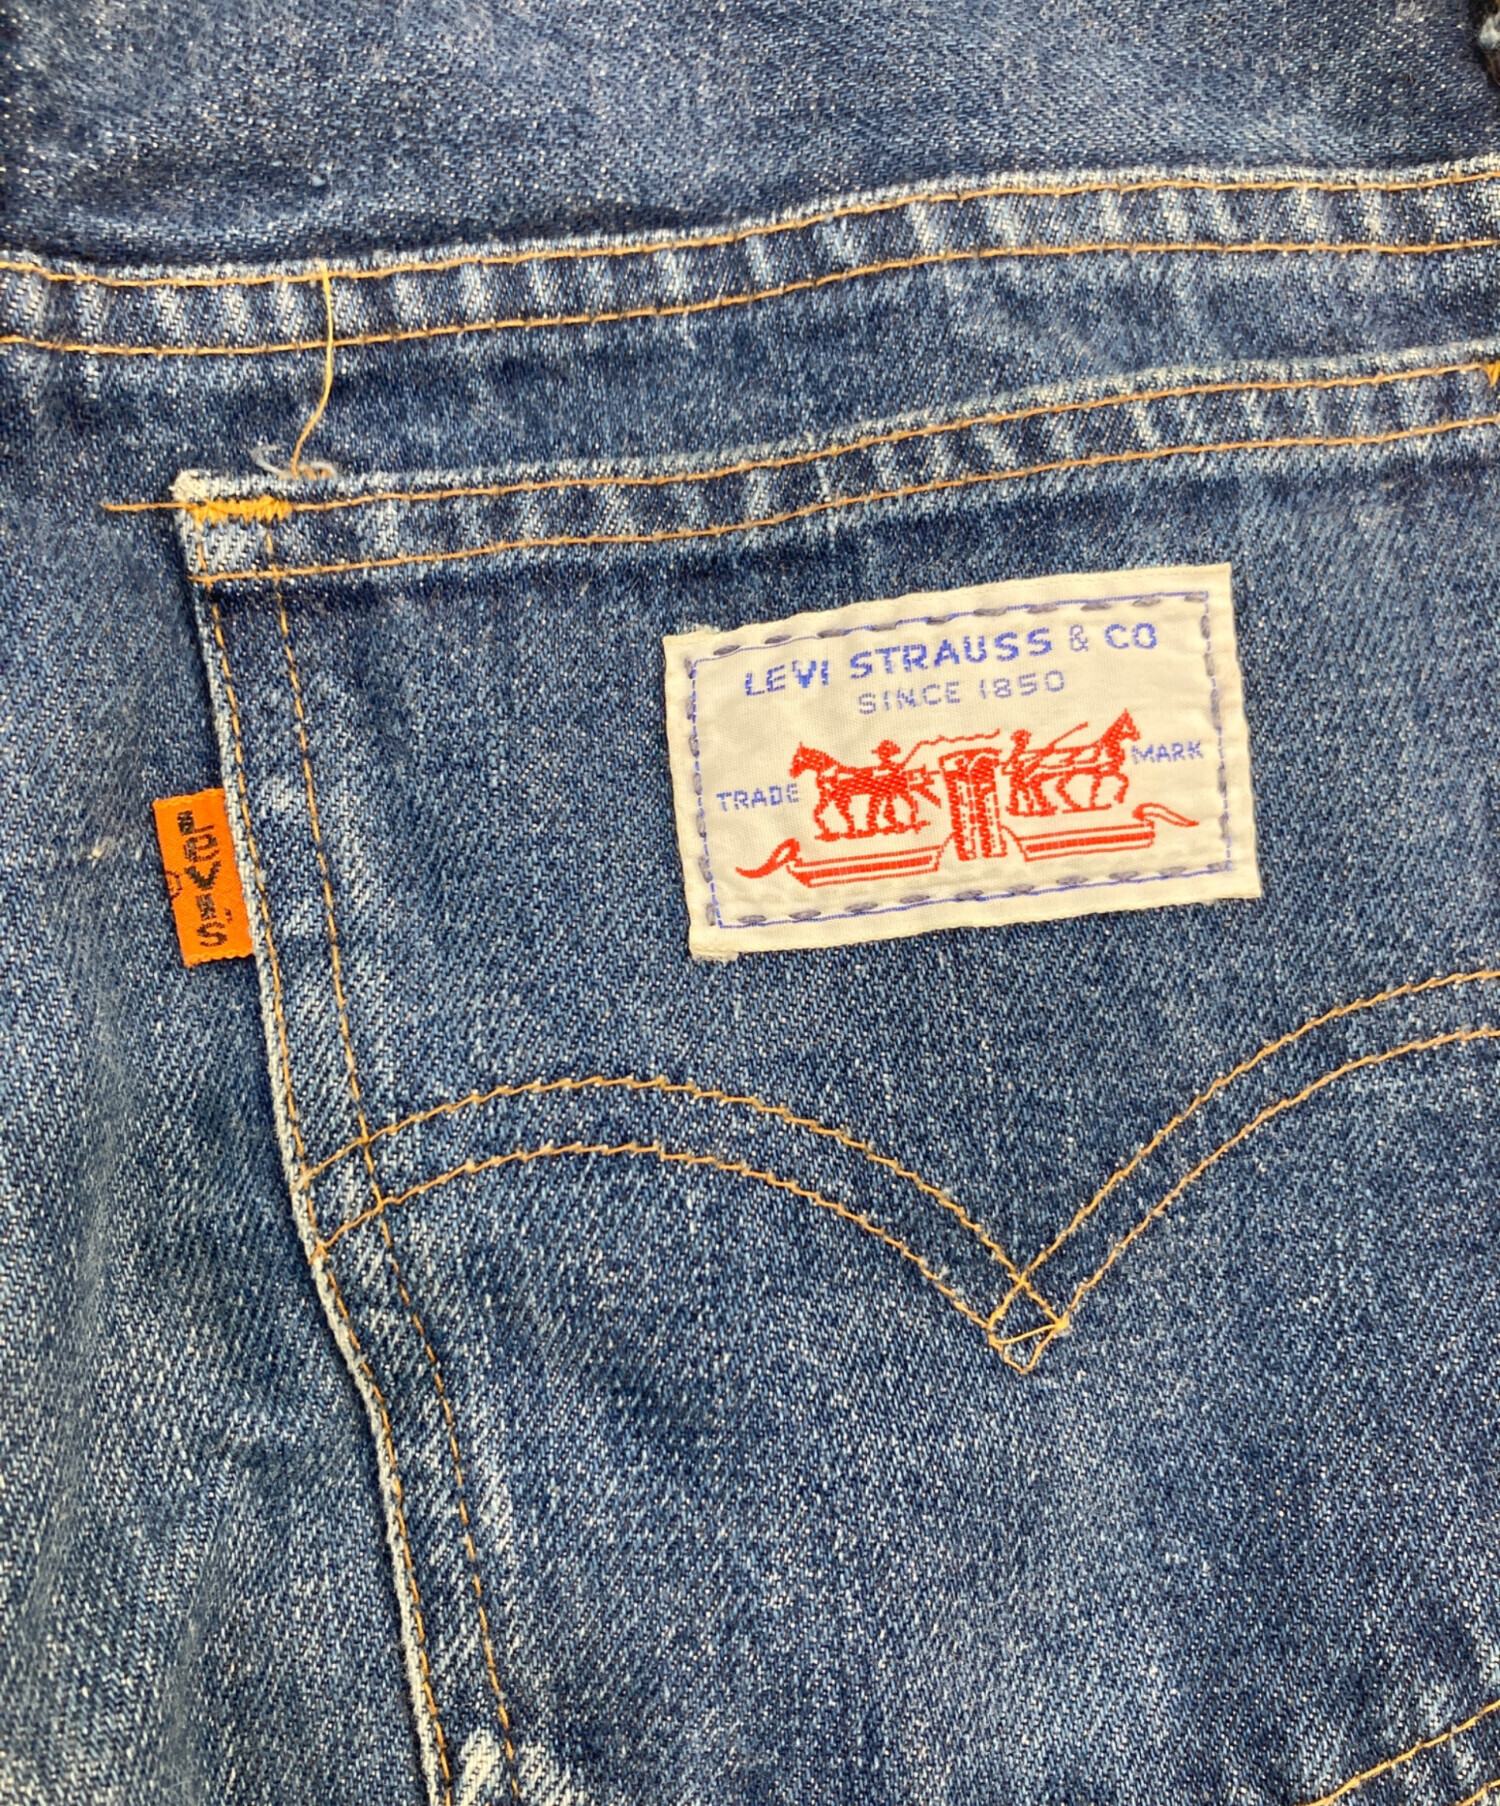 LEVI STRAUSS & CO
SINCE 1850
TRADE MARK
LEVI'S